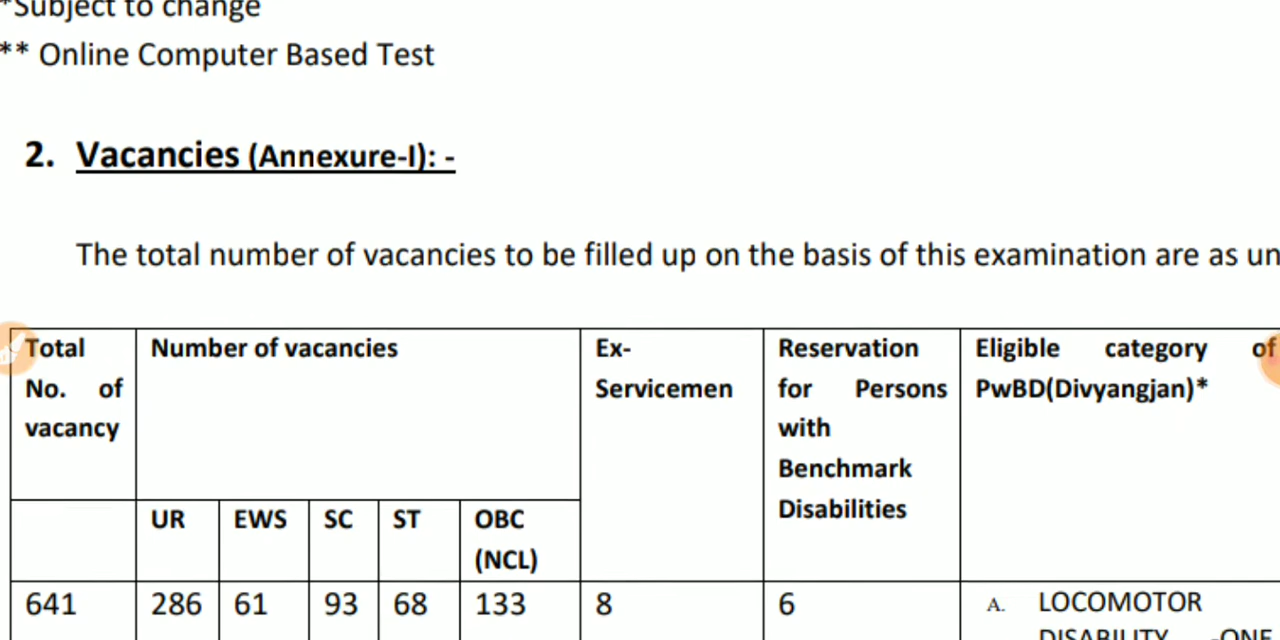 *Subject to change
** Online Computer Based Test
2. Vacancies (Annexure-I): -
The total number of vacancies to be filled up on the basis of this examination are as un
Total No. of vacancy
Number of vacancies
Ex-Servicemen
Reservation for Persons with Benchmark Disabilities
Eligible category of PwBD(Divyangjan)*
UR EWS SC ST OBC (NCL)
641 286 61 93 68 133 8 6 A. LOCOMOTOR
DISABILITY -ONE